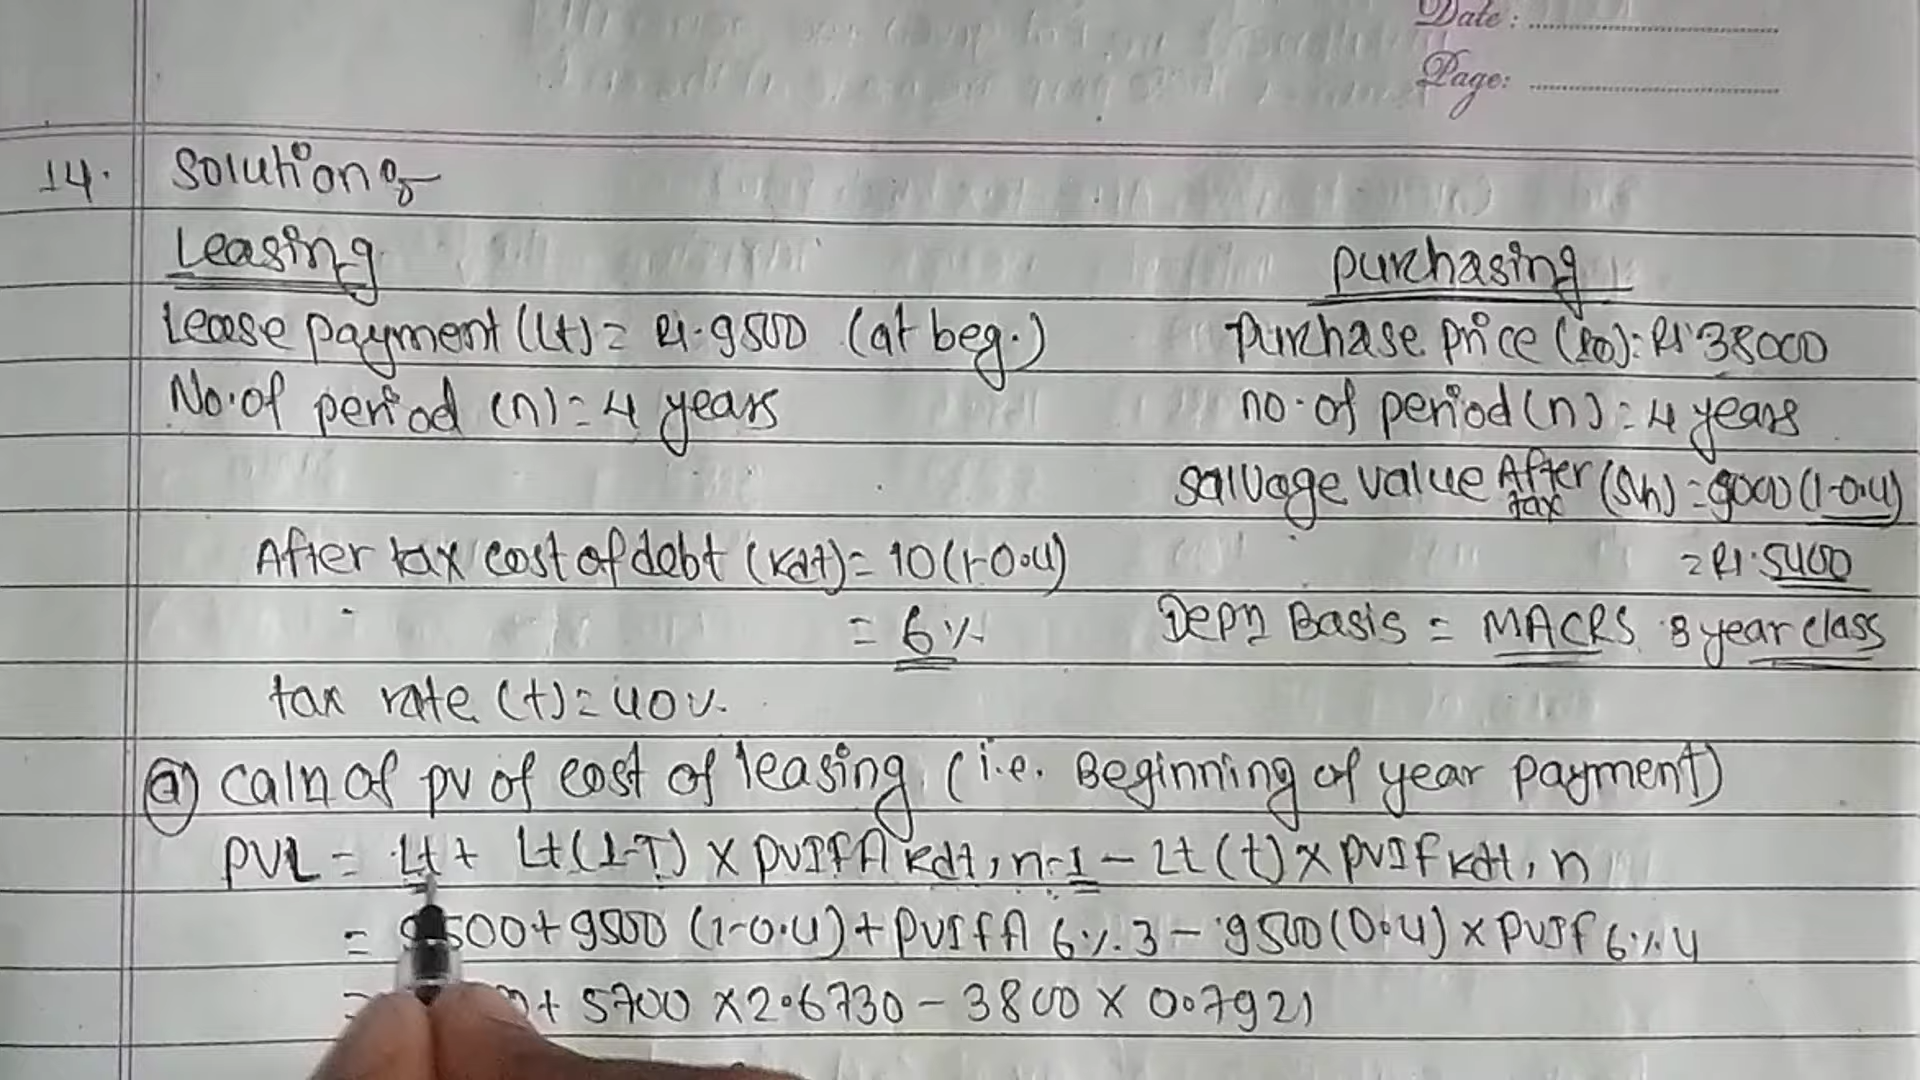 Date :
Page:
14. Solution :-
Leasing
Purchasing
Lease payment (Lt) = RS. 9500 (at beg.)
Purchase price (P0): RS 38000
No. of period (n) = 4 years
no. of period (n) = 4 years
Salvage value After tax (Sn) = 9000 (1-0.4)
After tax cost of debt (kdt) = 10 (1-0.4)
= RS. 5400
= 6 %
Depn Basis = MACRS 3 year class
tax rate (t) = 40%.
(a) Caln of pv of cost of leasing (i.e. Beginning of year payment)
PVL = Lt + Lt (1-T) x PVIFA kdt, n-1 - Lt (t) x PVIF kdt, n
= 9500 + 9500 (1-0.4) + PVIFA 6%.3 - 9500 (0.4) x PVIF 6%.4
= + 5700 x 2.6730 - 3800 x 0.7921